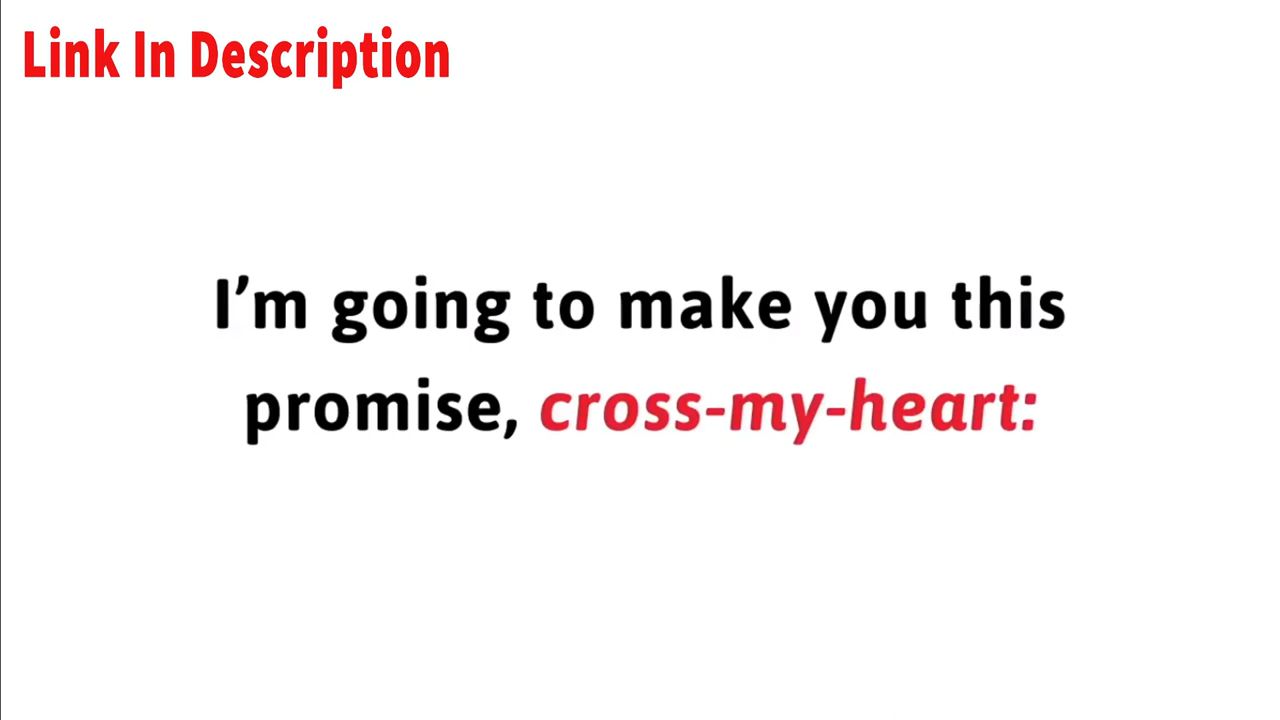 Link In Description
I’m going to make you this
promise, cross-my-heart: